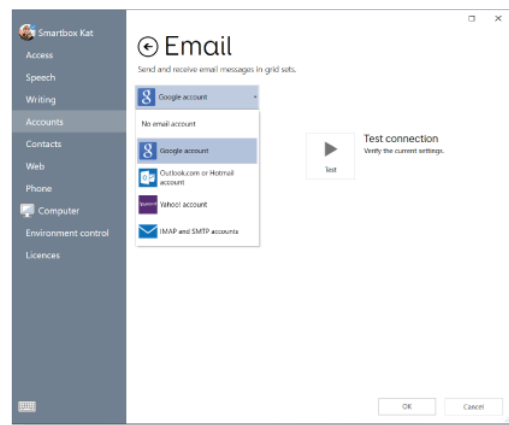 Smartbox Kat
Access
Speech
Writing
Accounts
Contacts
Web
Phone
Computer
Environment control
Licences
Email
Send and receive email messages in grid sets.
Google account
No email account
Google account
Outlook.com or Hotmail
account
Yahoo! account
IMAP and SMTP accounts
Test
Test connection
Verify the current settings.
OK
Cancel